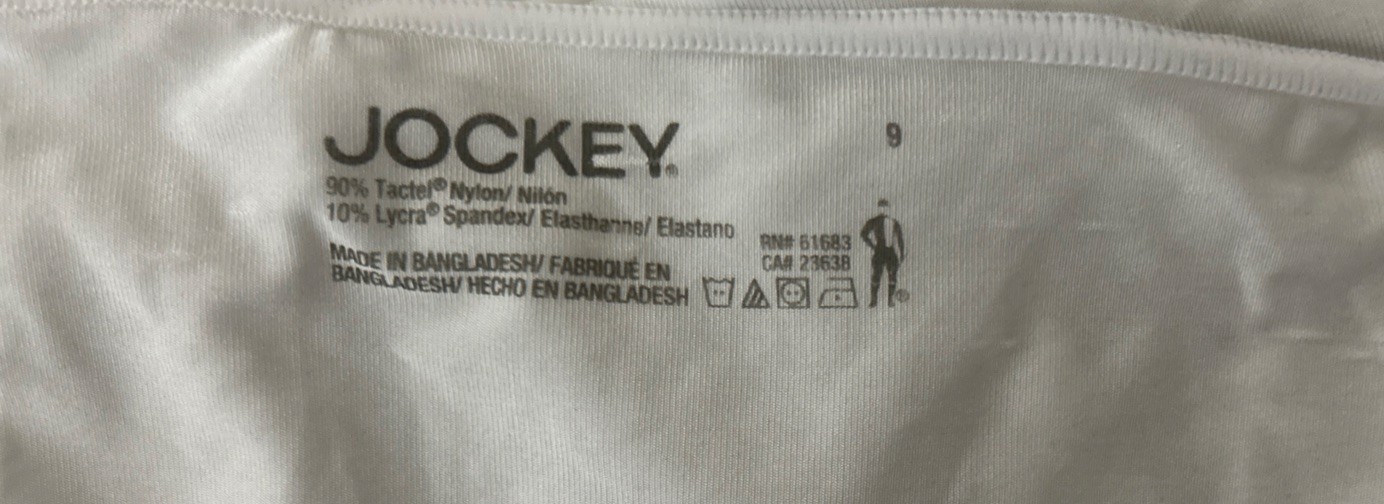 JOCKEY®
9
90% Tactel® Nylon/ Nilón
10% Lycra® Spandex/ Elasthanne/ Elastano
MADE IN BANGLADESH/ FABRIQUÉ EN
BANGLADESH/ HECHO EN BANGLADESH
RN# 61683
CA# 23638
®